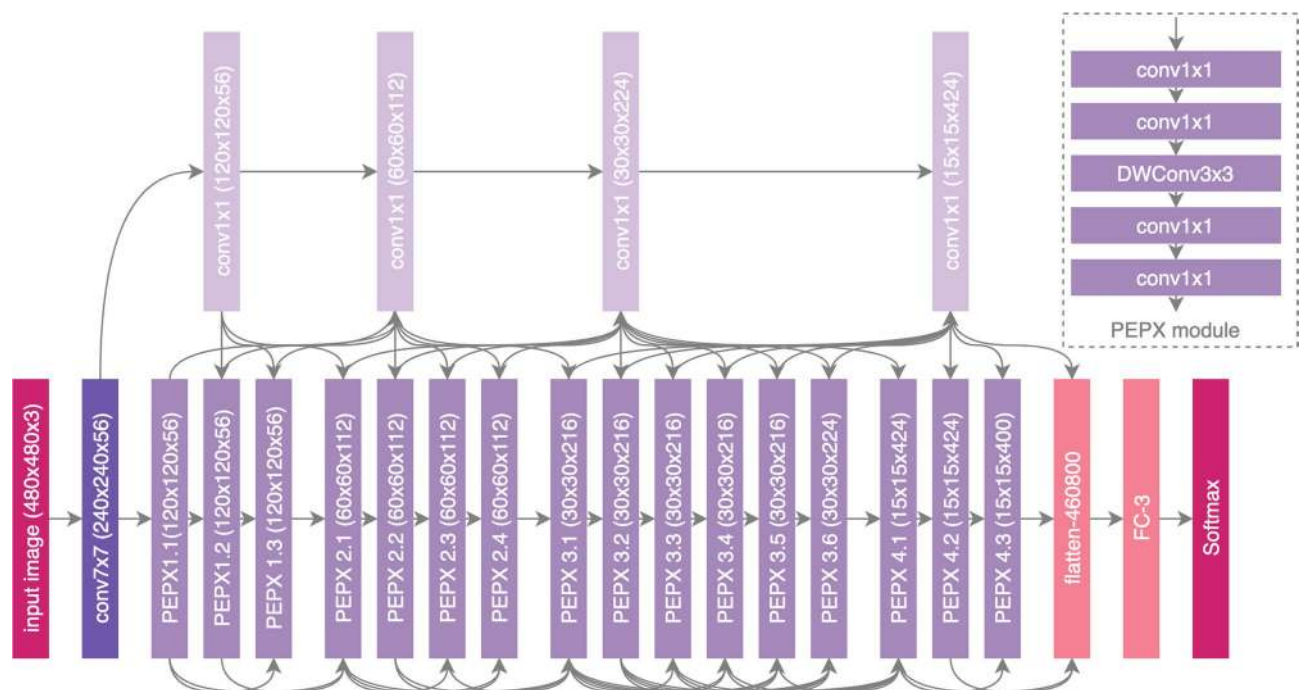 conv1x1 (120x120x56)
conv1x1 (60x60x112)
conv1x1 (30x30x224)
conv1x1 (15x15x424)
conv1x1
conv1x1
DWConv3x3
conv1x1
conv1x1
PEPX module
input image (480x480x3)
conv7x7 (240x240x56)
PEPX1.1(120x120x56)
PEPX1.2 (120x120x56)
PEPX 1.3 (120x120x56)
PEPX 2.1 (60x60x112)
PEPX 2.2 (60x60x112)
PEPX 2.3 (60x60x112)
PEPX 2.4 (60x60x112)
PEPX 3.1 (30x30x216)
PEPX 3.2 (30x30x216)
PEPX 3.3 (30x30x216)
PEPX 3.4 (30x30x216)
PEPX 3.5 (30x30x216)
PEPX 3.6 (30x30x224)
PEPX 4.1 (15x15x424)
PEPX 4.2 (15x15x424)
PEPX 4.3 (15x15x400)
flatten-460800
FC-3
Softmax